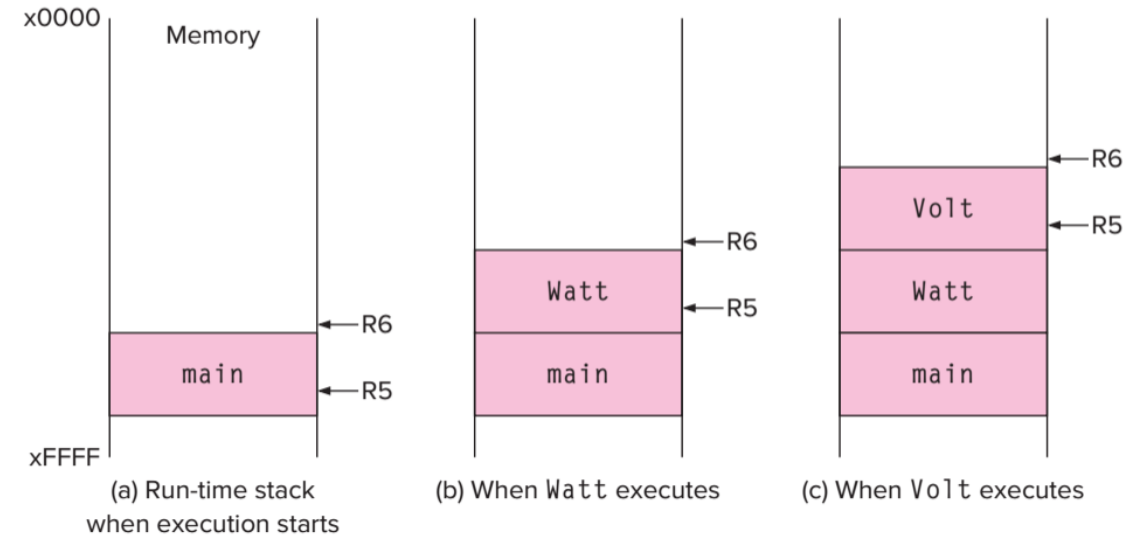 x0000
Memory
R6
main
R5
xFFFF
(a) Run-time stack
when execution starts
R6
Watt
R5
main
(b) When Watt executes
R6
Volt
R5
Watt
main
(c) When Volt executes